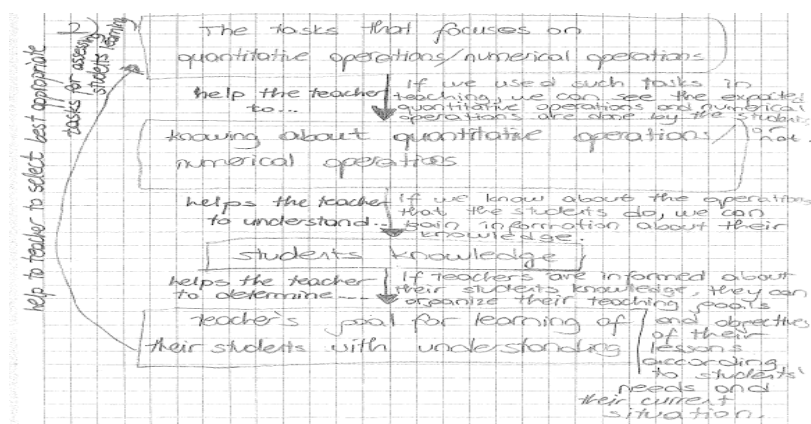 2)
help to teacher to select best appropriate
tasks for assessing
students learning
The tasks that focuses on
quantitative operations/numerical operations
help the teacher
to...
If we used such tasks in
teaching, we can see the expected
quantitative operations and numerical
operations are done by the students
or not.
knowing about quantitative operations/
numerical operations
helps the teacher
to understand...
If we know about the operations
that the students do, we can
gain information about their
knowledge.
students knowledge
helps the teacher
to determine....
If teachers are informed about
their students knowledge, they can
organize their teaching goals
teacher's goal for learning of
their students with understanding
and objectives
of their
lessons
according
to students'
needs and
their current
situation.